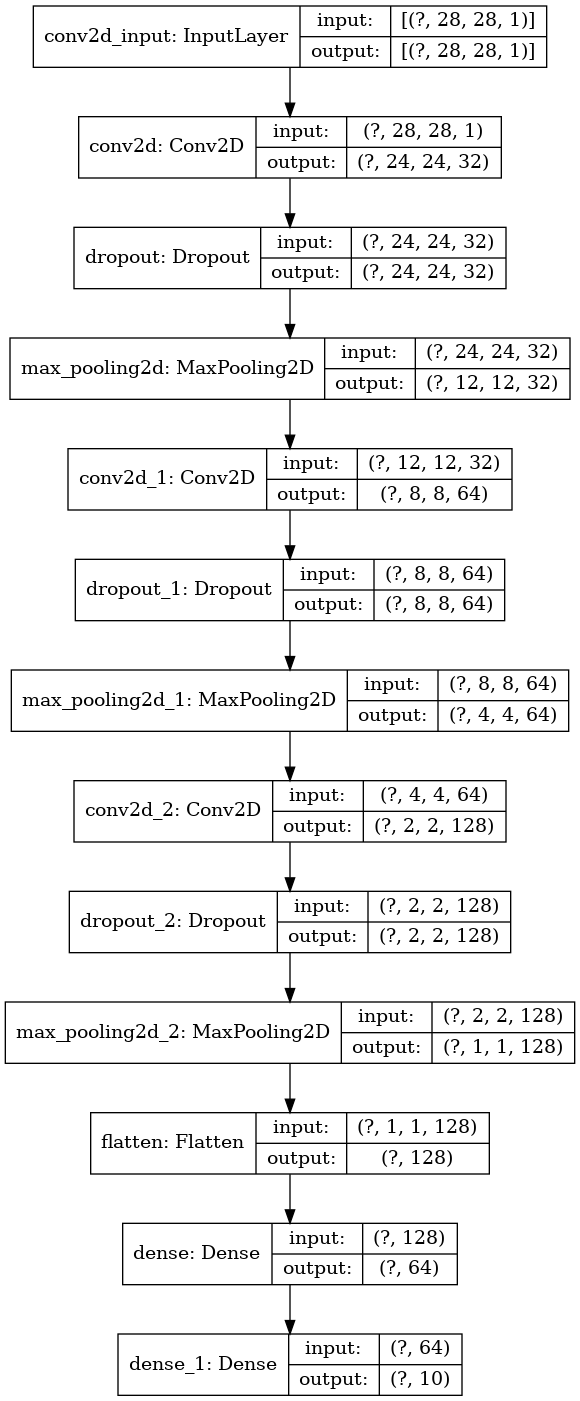 conv2d_input: InputLayer
input: [(?, 28, 28, 1)]
output: [(?, 28, 28, 1)]
conv2d: Conv2D
input: (?, 28, 28, 1)
output: (?, 24, 24, 32)
dropout: Dropout
input: (?, 24, 24, 32)
output: (?, 24, 24, 32)
max_pooling2d: MaxPooling2D
input: (?, 24, 24, 32)
output: (?, 12, 12, 32)
conv2d_1: Conv2D
input: (?, 12, 12, 32)
output: (?, 8, 8, 64)
dropout_1: Dropout
input: (?, 8, 8, 64)
output: (?, 8, 8, 64)
max_pooling2d_1: MaxPooling2D
input: (?, 8, 8, 64)
output: (?, 4, 4, 64)
conv2d_2: Conv2D
input: (?, 4, 4, 64)
output: (?, 2, 2, 128)
dropout_2: Dropout
input: (?, 2, 2, 128)
output: (?, 2, 2, 128)
max_pooling2d_2: MaxPooling2D
input: (?, 2, 2, 128)
output: (?, 1, 1, 128)
flatten: Flatten
input: (?, 1, 1, 128)
output: (?, 128)
dense: Dense
input: (?, 128)
output: (?, 64)
dense_1: Dense
input: (?, 64)
output: (?, 10)